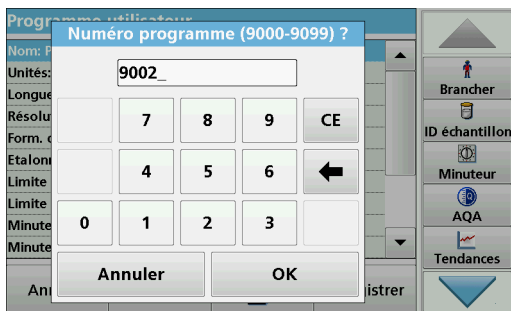 Programme utilisateur
Numéro programme (9000-9099) ?
Nom: P
Unités:
9002_
Longue
Résolu
Form. d
Etalonn
Limite
Limite
Minute
Minute
7 8 9 CE
4 5 6
0 1 2 3
Annuler OK
An
istrer
Brancher
ID échantillon
Minuteur
AQA
Tendances